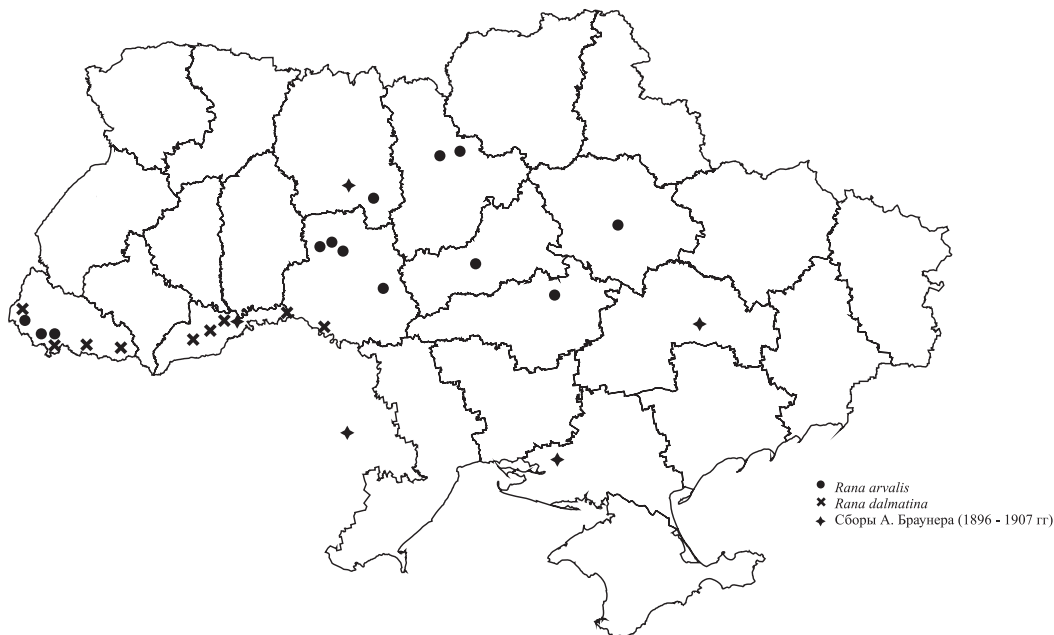 Rana arvalis
Rana dalmatina
Сборы А. Браунера (1896 - 1907 гг)